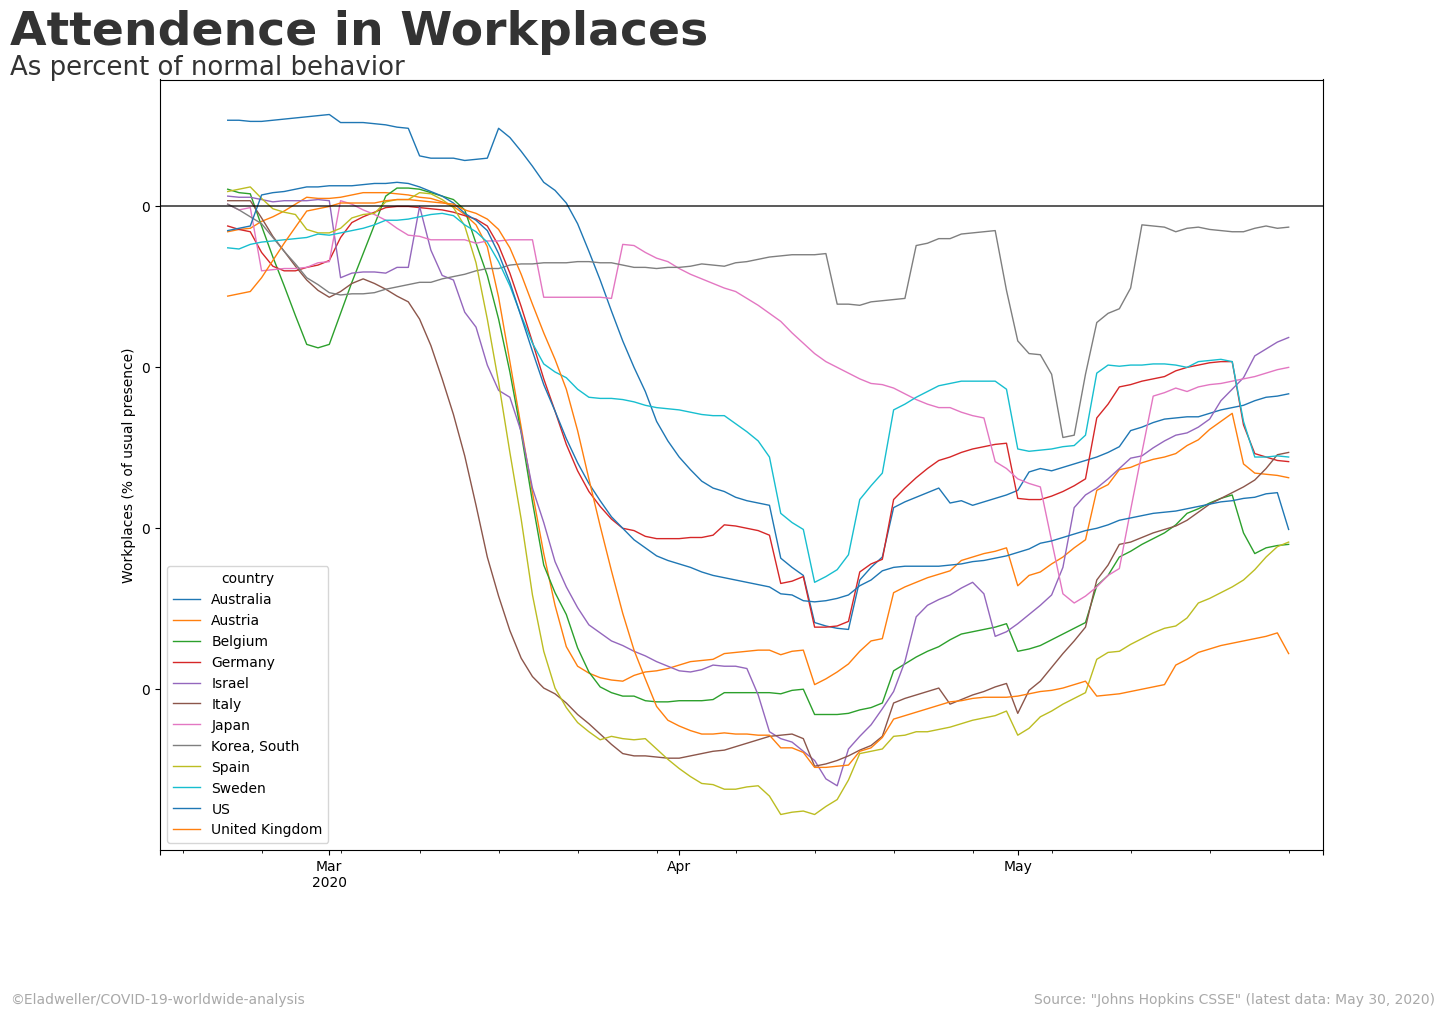 Attendence in Workplaces
As percent of normal behavior
Workplaces (% of usual presence)
0
0
0
0
country
Australia
Austria
Belgium
Germany
Israel
Italy
Japan
Korea, South
Spain
Sweden
US
United Kingdom
Mar
2020
Apr
May
©Eladweller/COVID-19-worldwide-analysis
Source: "Johns Hopkins CSSE" (latest data: May 30, 2020)